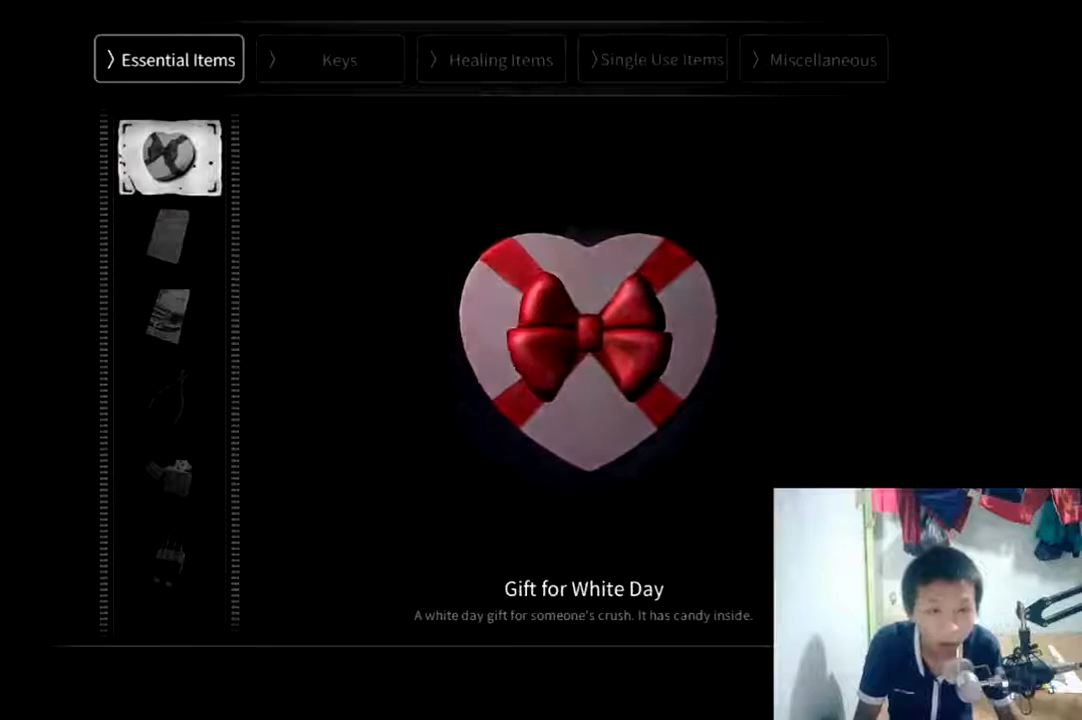 Essential Items
Keys
Healing Items
Single Use Items
Miscellaneous
Gift for White Day
A white day gift for someone's crush. It has candy inside.